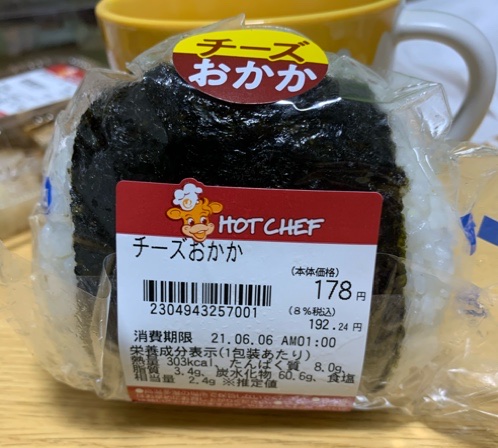 チーズ
おかか
HOT CHEF
チーズおかか
(本体価格)
178円
(8%税込)
192.24円
2304943257001
消費期限 21.06.06 AM01:00
栄養成分表示(1包装あたり)
熱量 303kcal、たんぱく質 8.0g、
脂質 3.4g、炭水化物 60.6g、食塩
相当量 2.4g ※推定値